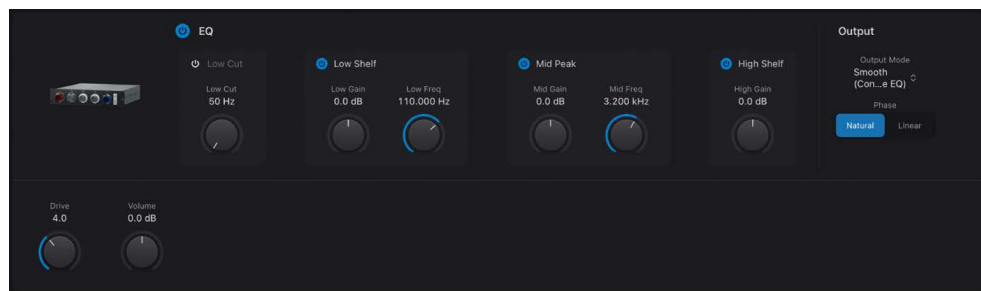 EQ
Output
Low Cut
Low Shelf
Mid Peak
High Shelf
Output Mode
Smooth
(Con...e EQ)
Low Cut
50 Hz
Low Gain
0.0 dB
Low Freq
110.000 Hz
Mid Gain
0.0 dB
Mid Freq
3.200 kHz
High Gain
0.0 dB
Phase
Natural
Linear
Drive
4.0
Volume
0.0 dB